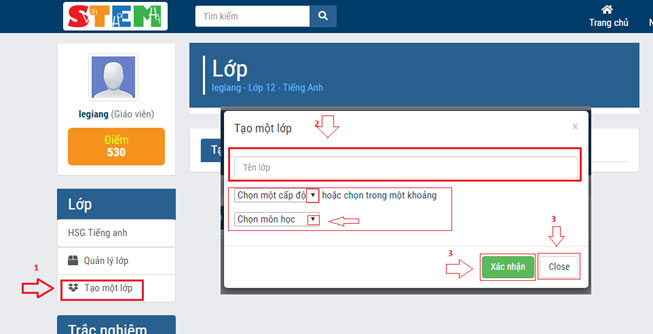 STEM
Tìm kiếm
Trang chủ
N
legiang (Giáo viên)
Điểm
530
Lớp
legiang - Lớp 12 - Tiếng Anh
Tạo một lớp
×
2
Tên lớp
Chọn một cấp độ hoặc chọn trong một khoảng
Chọn môn học
3
3
Xác nhận
Close
Lớp
HSG Tiếng anh
Quản lý lớp
1
Tạo một lớp
Trắc nghiệm